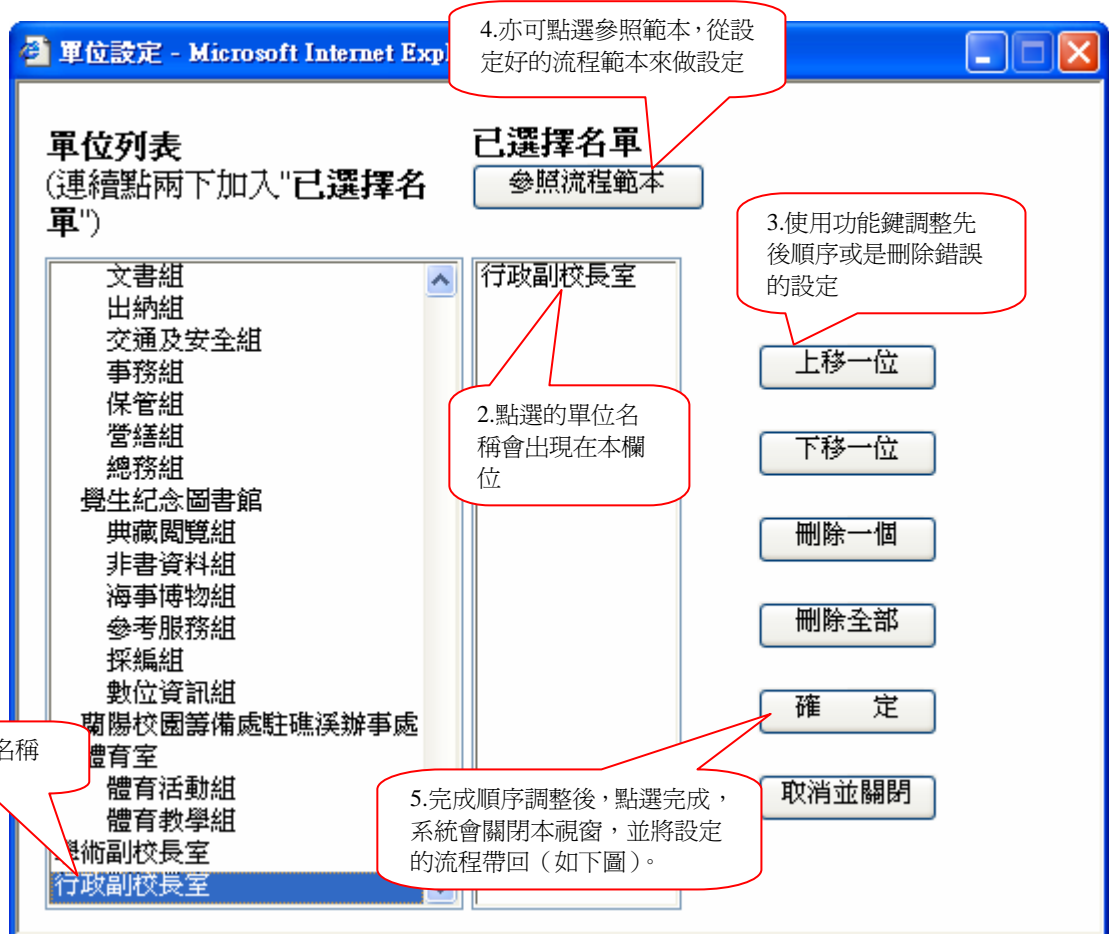 單位設定 - Microsoft Internet Expl
4.亦可點選參照範本，從設
定好的流程範本來做設定
單位列表
(連續點兩下加入"已選擇名
單")
已選擇名單
參照流程範本
3.使用功能鍵調整先
後順序或是刪除錯誤
的設定
文書組
出納組
交通及安全組
事務組
保管組
營繕組
總務組
覺生紀念圖書館
典藏閱覽組
非書資料組
海事博物組
參考服務組
採編組
數位資訊組
蘭陽校園籌備處駐礁溪辦事處
體育室
體育活動組
體育教學組
學術副校長室
行政副校長室
名稱
行政副校長室
2.點選的單位名
稱會出現在本欄
位
上移一位
下移一位
刪除一個
刪除全部
確 定
取消並關閉
5.完成順序調整後，點選完成，
系統會關閉本視窗，並將設定
的流程帶回（如下圖）。